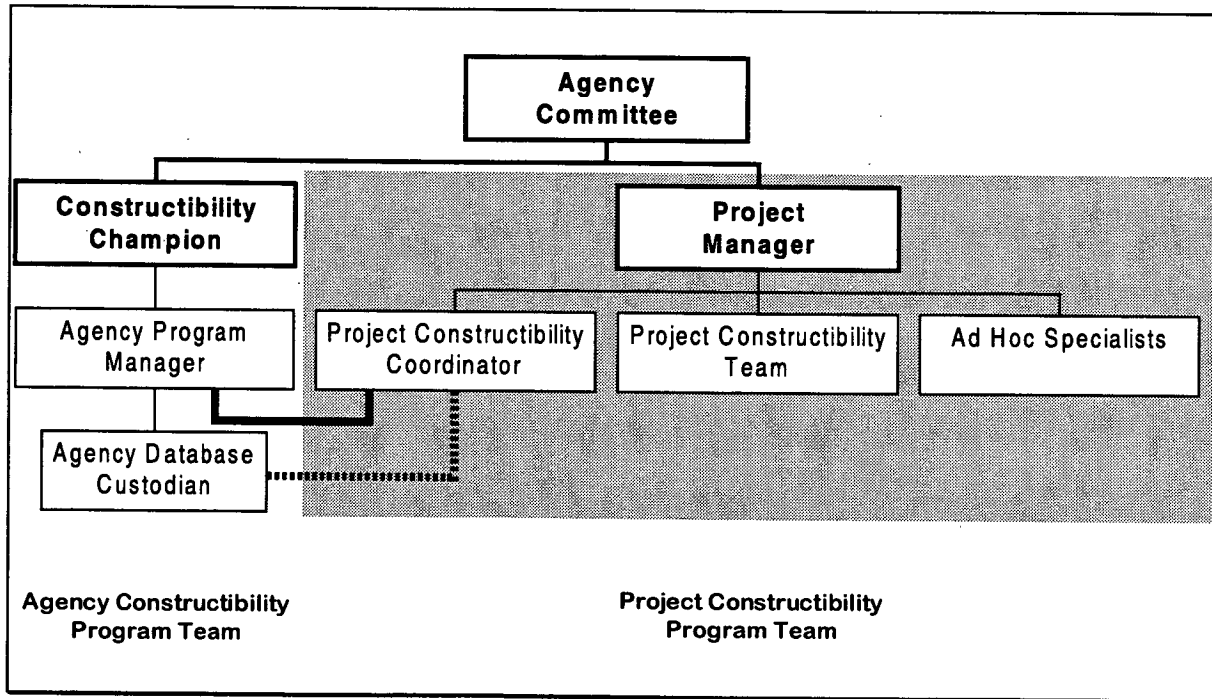 Agency
Committee
Constructibility
Champion
Project
Manager
Agency Program
Manager
Project Constructibility
Coordinator
Project Constructibility
Team
Ad Hoc Specialists
Agency Database
Custodian
Agency Constructibility
Program Team
Project Constructibility
Program Team